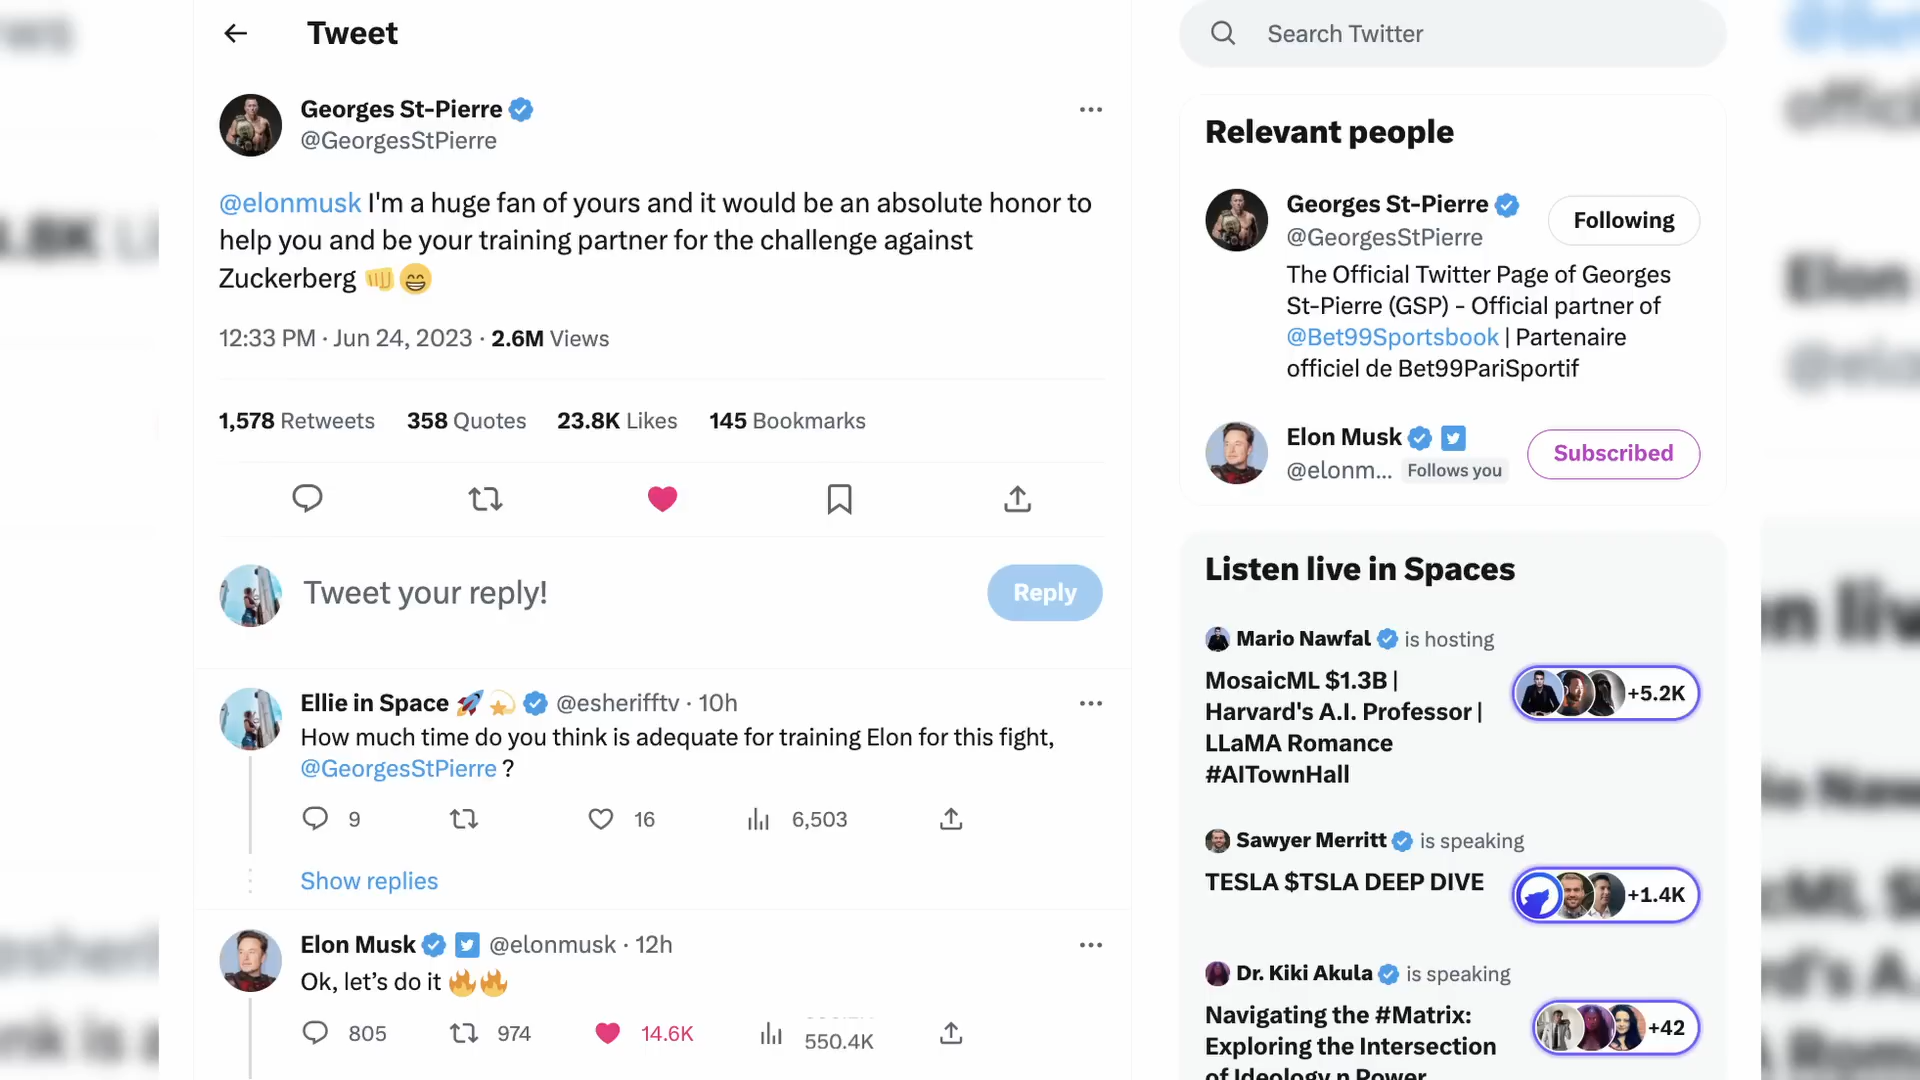 Tweet
Georges St-Pierre
@GeorgesStPierre
@elonmusk I'm a huge fan of yours and it would be an absolute honor to
help you and be your training partner for the challenge against
Zuckerberg 👊😁
12:33 PM · Jun 24, 2023 · 2.6M Views
1,578 Retweets 358 Quotes 23.8K Likes 145 Bookmarks
Tweet your reply!
Reply
Ellie in Space 🚀💫 @esherifftv · 10h
How much time do you think is adequate for training Elon for this fight,
@GeorgesStPierre ?
9 16 6,503
Show replies
Elon Musk @elonmusk · 12h
Ok, let’s do it 🔥🔥
805 974 14.6K 550.4K
Search Twitter
Relevant people
Georges St-Pierre
@GeorgesStPierre
Following
The Official Twitter Page of Georges
St-Pierre (GSP) - Official partner of
@Bet99Sportsbook | Partenaire
officiel de Bet99PariSportif
Elon Musk
@elonm... Follows you
Subscribed
Listen live in Spaces
Mario Nawfal is hosting
MosaicML $1.3B |
Harvard's A.I. Professor |
LLaMA Romance
#AITownHall
+5.2K
Sawyer Merritt is speaking
TESLA $TSLA DEEP DIVE
+1.4K
Dr. Kiki Akula is speaking
Navigating the #Matrix:
Exploring the Intersection
of Ideology n Power
+42